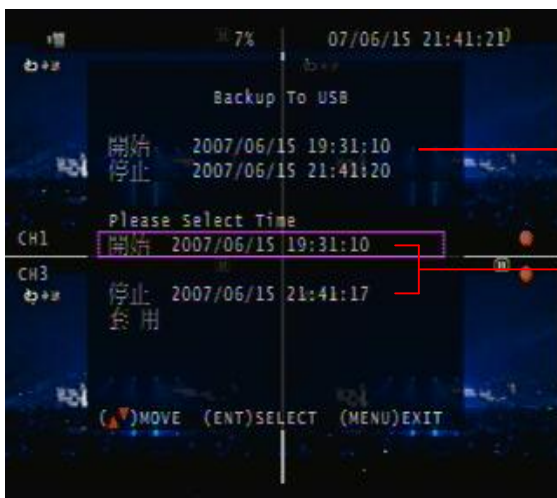 7% 07/06/15 21:41:21
Backup To USB
開始 2007/06/15 19:31:10
停止 2007/06/15 21:41:20
Please Select Time
CH1
開始 2007/06/15 19:31:10
CH3
停止 2007/06/15 21:41:17
套用
(▲▼)MOVE (ENT)SELECT (MENU)EXIT